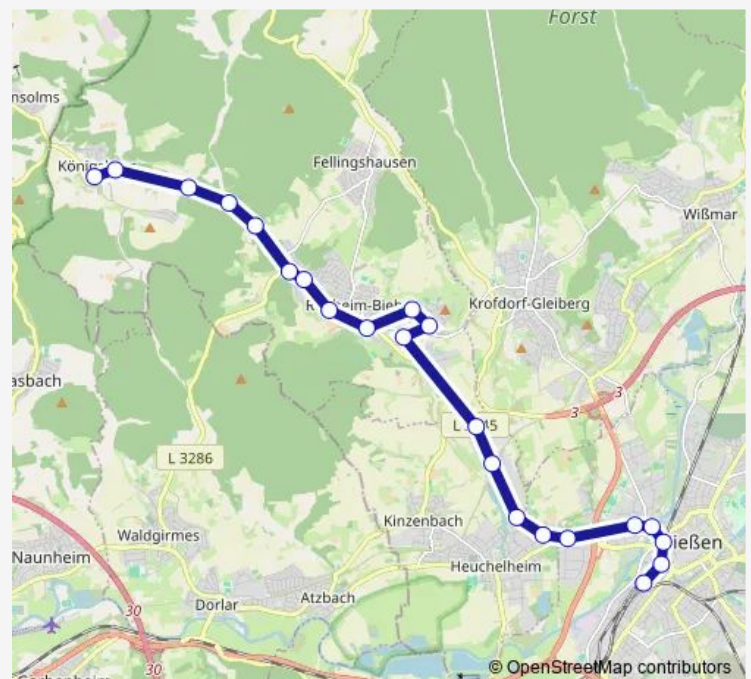 Forst
nsolms
Fellingshausen
Wißmar
Krofdorf-Gleiberg
asbach
3
3
L 3286
Kinzenbach
Waldgirmes
Naunheim
Heuchelheim
ießen
Dorlar
Atzbach
30
30
© OpenStreetMap contributors